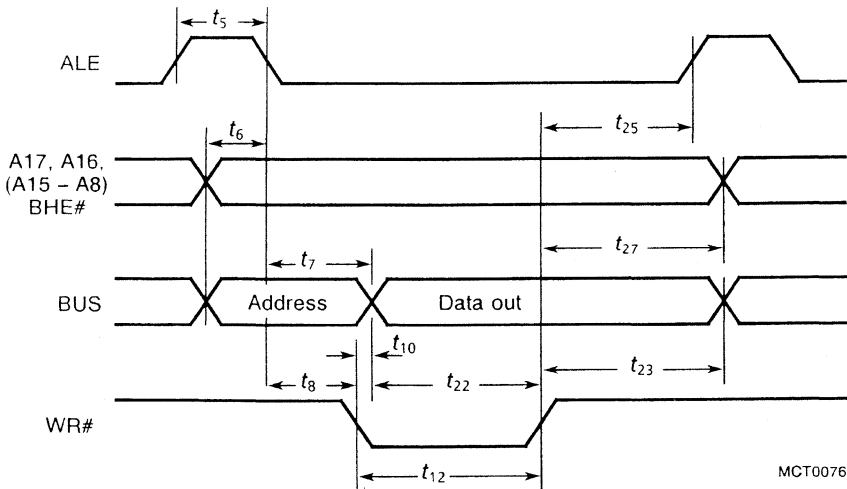 t5
ALE
t6
t25
A17, A16,
(A15 – A8)
BHE#
t7
t27
BUS
Address
Data out
t10
t8
t22
t23
WR#
t12
MCT0076